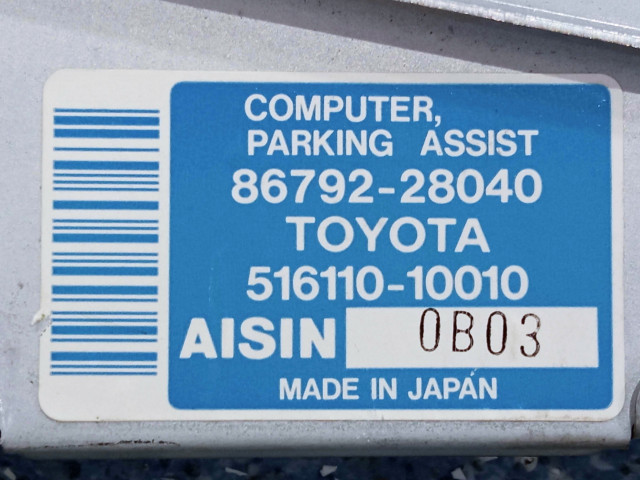 COMPUTER,
PARKING ASSIST
86792-28040
TOYOTA
516110-10010
AISIN 0B03
MADE IN JAPAN